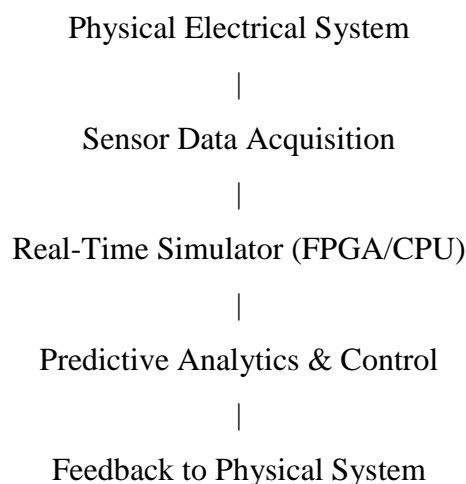 Physical Electrical System
|
Sensor Data Acquisition
|
Real-Time Simulator (FPGA/CPU)
|
Predictive Analytics & Control
|
Feedback to Physical System